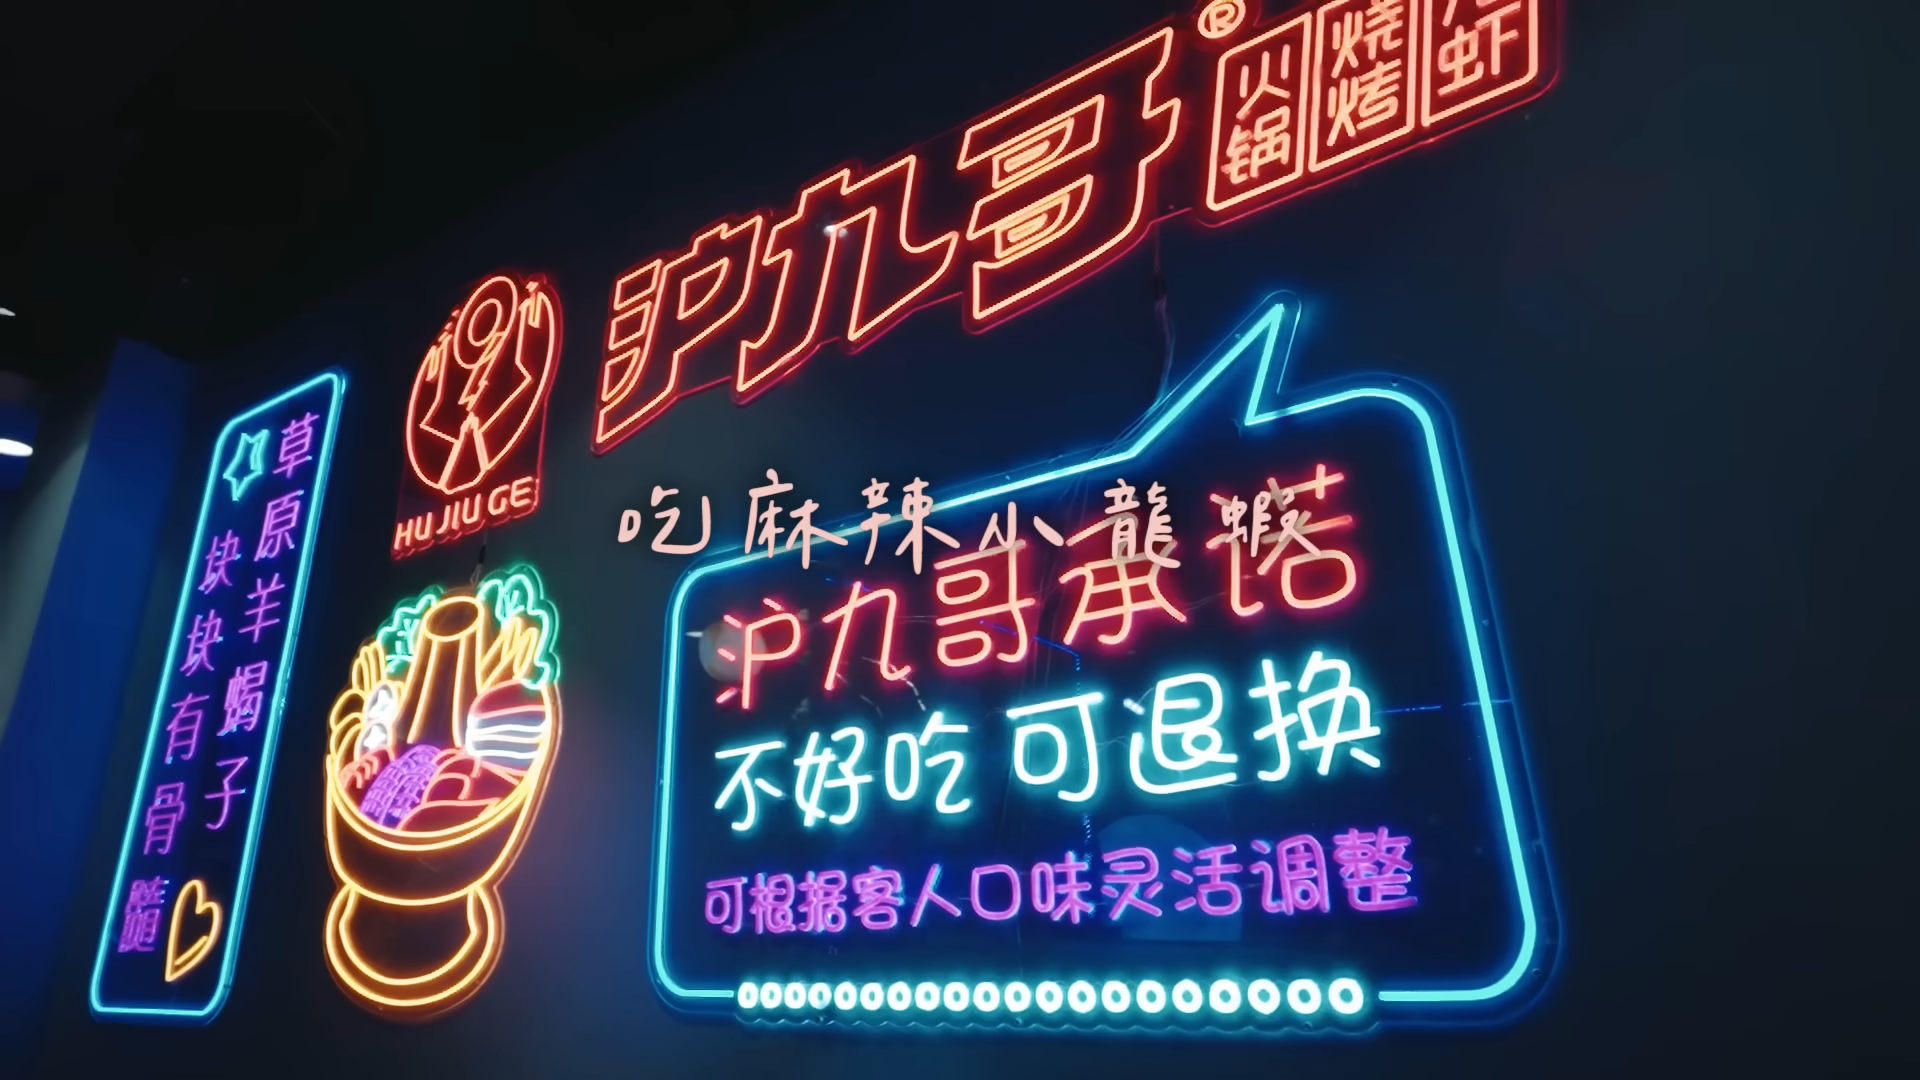 沪九哥®
火锅
烧烤
虾
HU JIU GE
草原羊蝎子
块块有骨髓
吃麻辣小龍蝦
沪九哥承诺
不好吃可退换
可根据客人口味灵活调整